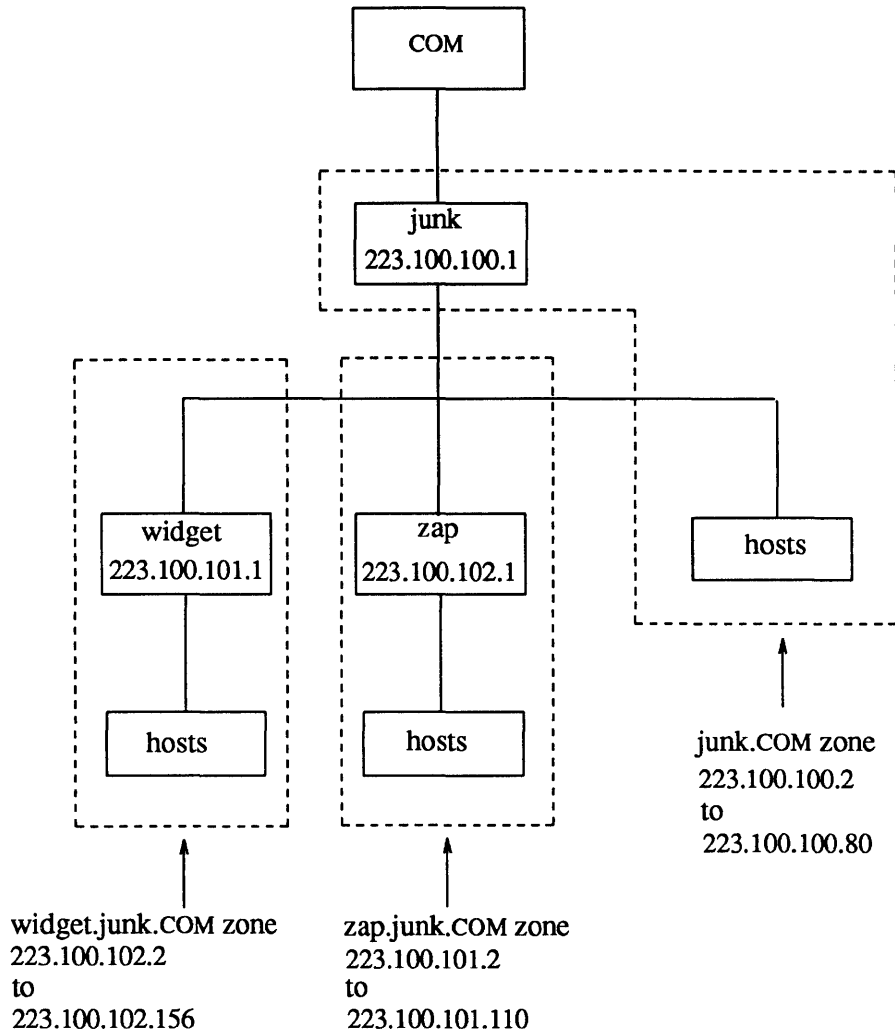 COM
junk
223.100.100.1
widget
223.100.101.1
zap
223.100.102.1
hosts
hosts
hosts
junk.COM zone
223.100.100.2
to
223.100.100.80
widget.junk.COM zone
223.100.102.2
to
223.100.102.156
zap.junk.COM zone
223.100.101.2
to
223.100.101.110